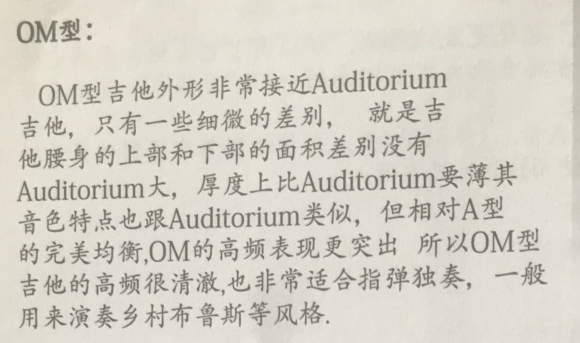 OM型：
OM型吉他外形非常接近Auditorium
吉他，只有一些细微的差别， 就是吉
他腰身的上部和下部的面积差别没有
Auditorium大，厚度上比Auditorium要薄其
音色特点也跟Auditorium类似，但相对A型
的完美均衡,OM的高频表现更突出 所以OM型
吉他的高频很清澈,也非常适合指弹独奏，一般
用来演奏乡村布鲁斯等风格.